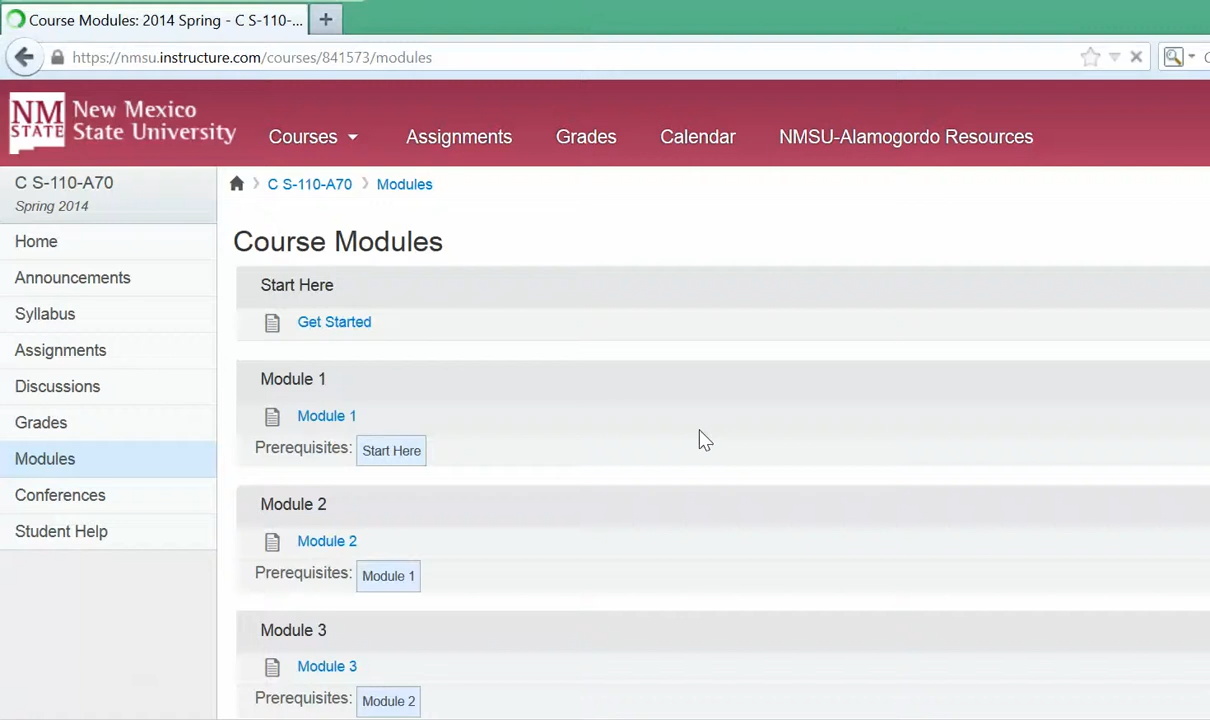 Course Modules: 2014 Spring - C S-110-...
https://nmsu.instructure.com/courses/841573/modules
NM STATE
New Mexico
State University
Courses Assignments Grades Calendar NMSU-Alamogordo Resources
C S-110-A70
Spring 2014
Home
Announcements
Syllabus
Assignments
Discussions
Grades
Modules
Conferences
Student Help
C S-110-A70 Modules
Course Modules
Start Here
Get Started
Module 1
Module 1
Prerequisites: Start Here
Module 2
Module 2
Prerequisites: Module 1
Module 3
Module 3
Prerequisites: Module 2